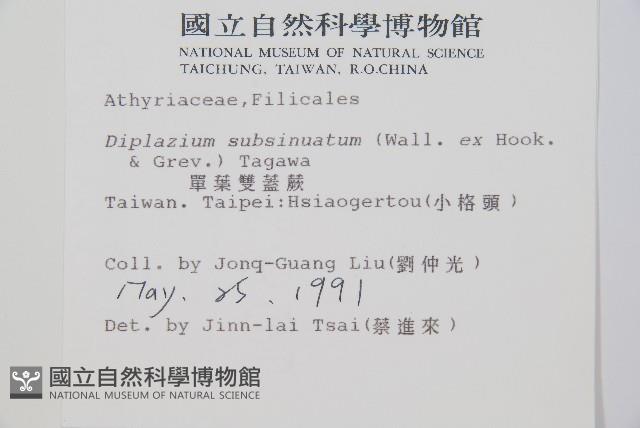 國立自然科學博物館
NATIONAL MUSEUM OF NATURAL SCIENCE
TAICHUNG, TAIWAN, R.O.CHINA
Athyriaceae,Filicales
Diplazium subsinuatum (Wall. ex Hook.
& Grev.) Tagawa
單葉雙蓋蕨
Taiwan. Taipei:Hsiaogertou(小格頭)
Coll. by Jonq-Guang Liu(劉仲光)
May. 25. 1991
Det. by Jinn-lai Tsai(蔡進來)
國立自然科學博物館
NATIONAL MUSEUM OF NATURAL SCIENCE